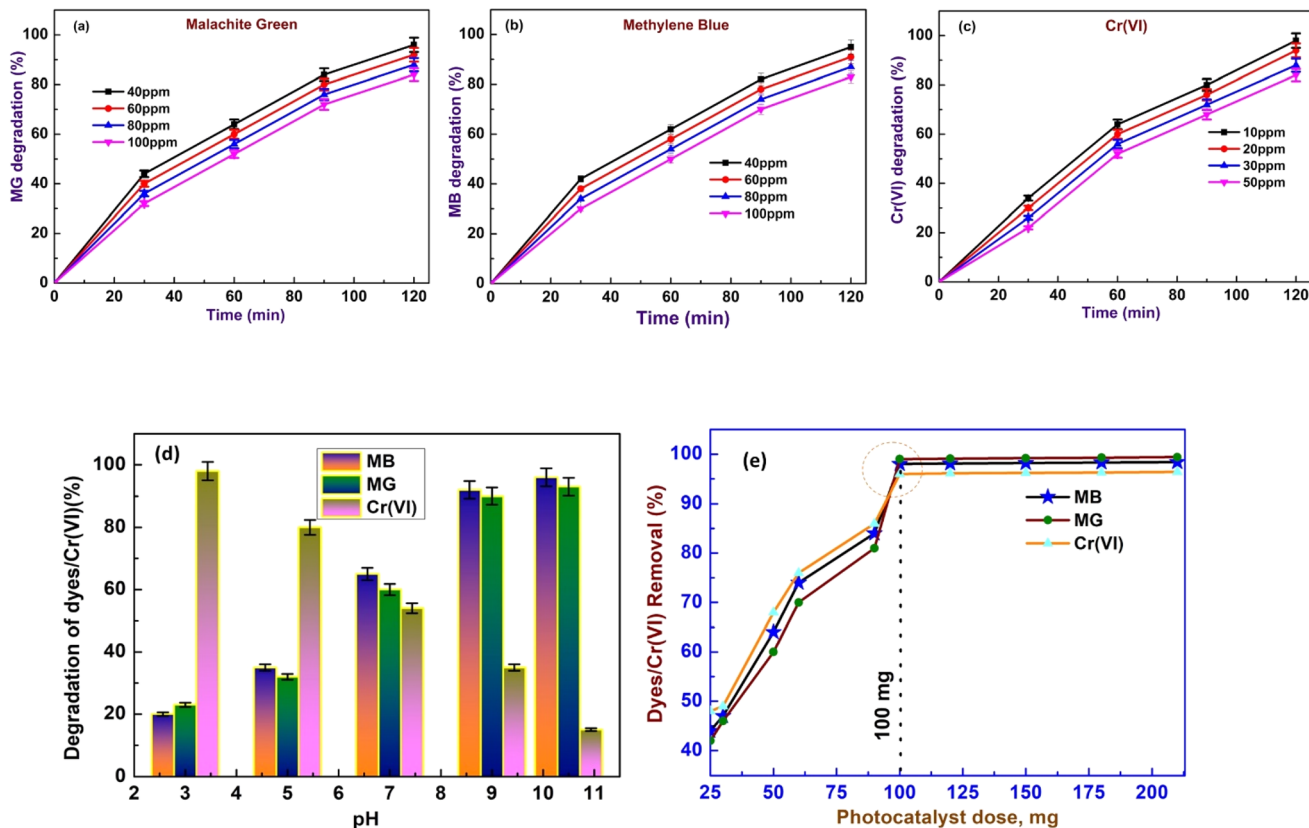 (a) Malachite Green
MG degradation (%)
100
80
60
40
20
0
40ppm
60ppm
80ppm
100ppm
0 20 40 60 80 100 120
Time (min)
(b) Methylene Blue
MB degradation (%)
100
80
60
40
20
0
40ppm
60ppm
80ppm
100ppm
0 20 40 60 80 100 120
Time (min)
(c) Cr(VI)
Cr(VI) degradation (%)
100
80
60
40
20
0
10ppm
20ppm
30ppm
50ppm
0 20 40 60 80 100 120
Time (min)
(d)
Degradation of dyes/Cr(VI)(%)
100
80
60
40
20
0
MB
MG
Cr(VI)
2 3 4 5 6 7 8 9 10 11
pH
(e)
Dyes/Cr(VI) Removal (%)
100
90
80
70
60
50
40
MB
MG
Cr(VI)
100 mg
25 50 75 100 125 150 175 200
Photocatalyst dose, mg